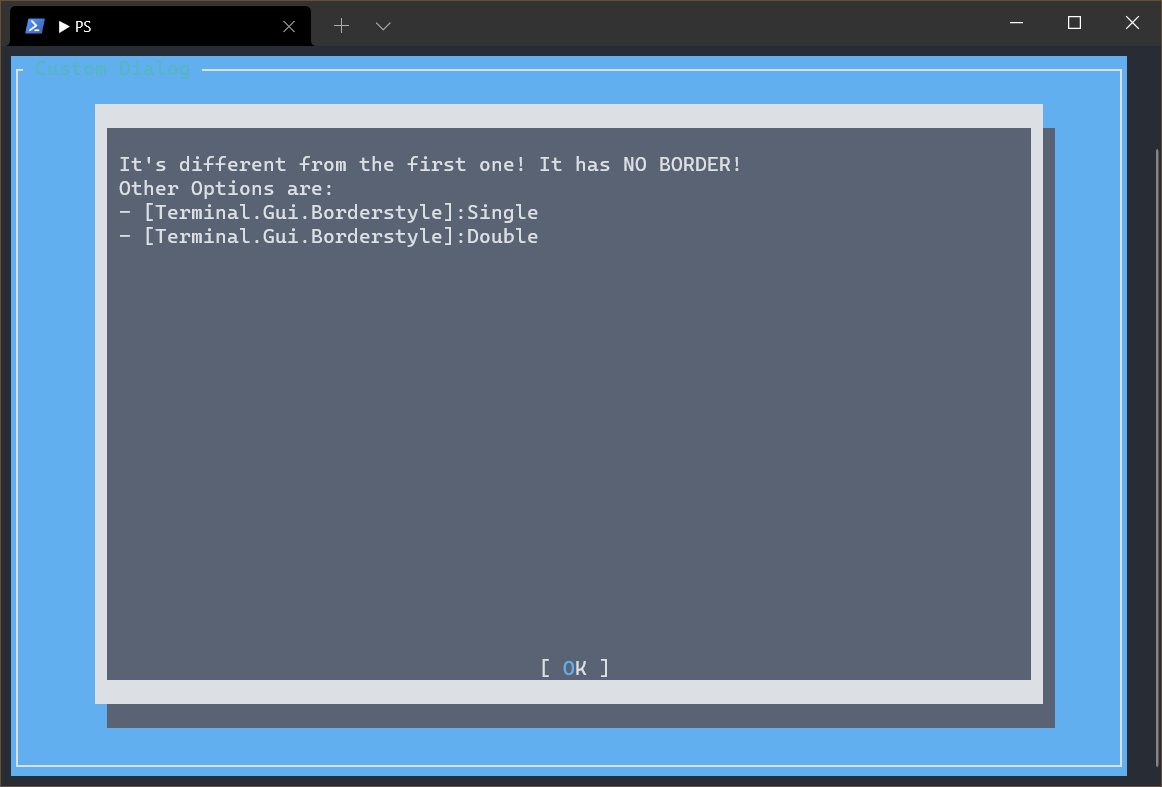 PS
Custom Dialog
It's different from the first one! It has NO BORDER!
Other Options are:
- [Terminal.Gui.Borderstyle]:Single
- [Terminal.Gui.Borderstyle]:Double
[ OK ]